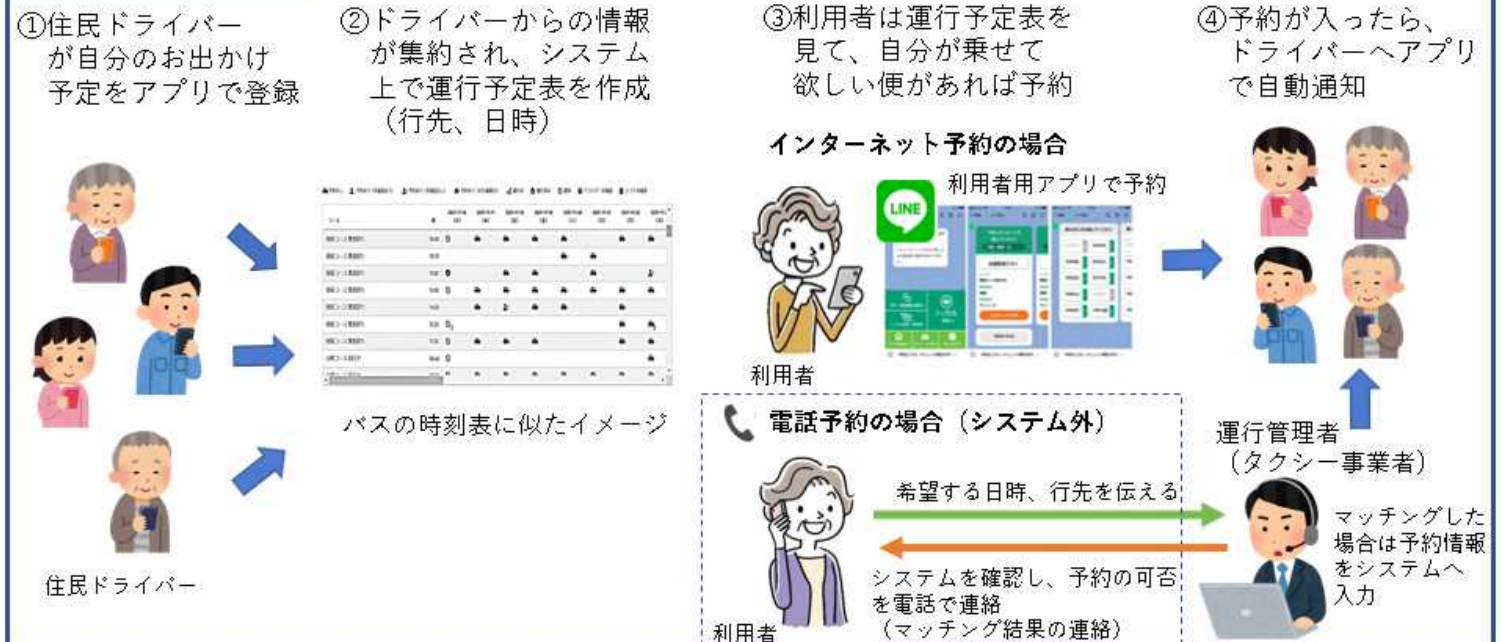 ①住民ドライバー
が自分のお出かけ
予定をアプリで登録
住民ドライバー
②ドライバーからの情報
が集約され、システム
上で運行予定表を作成
（行先、日時）
バスの時刻表に似たイメージ
③利用者は運行予定表を
見て、自分が乗せて
欲しい便があれば予約
インターネット予約の場合
利用者用アプリで予約
LINE
利用者
電話予約の場合（システム外）
希望する日時、行先を伝える
システムを確認し、予約の可否
を電話で連絡
（マッチング結果の連絡）
利用者
④予約が入ったら、
ドライバーへアプリ
で自動通知
運行管理者
（タクシー事業者）
マッチングした
場合は予約情報
をシステムへ
入力